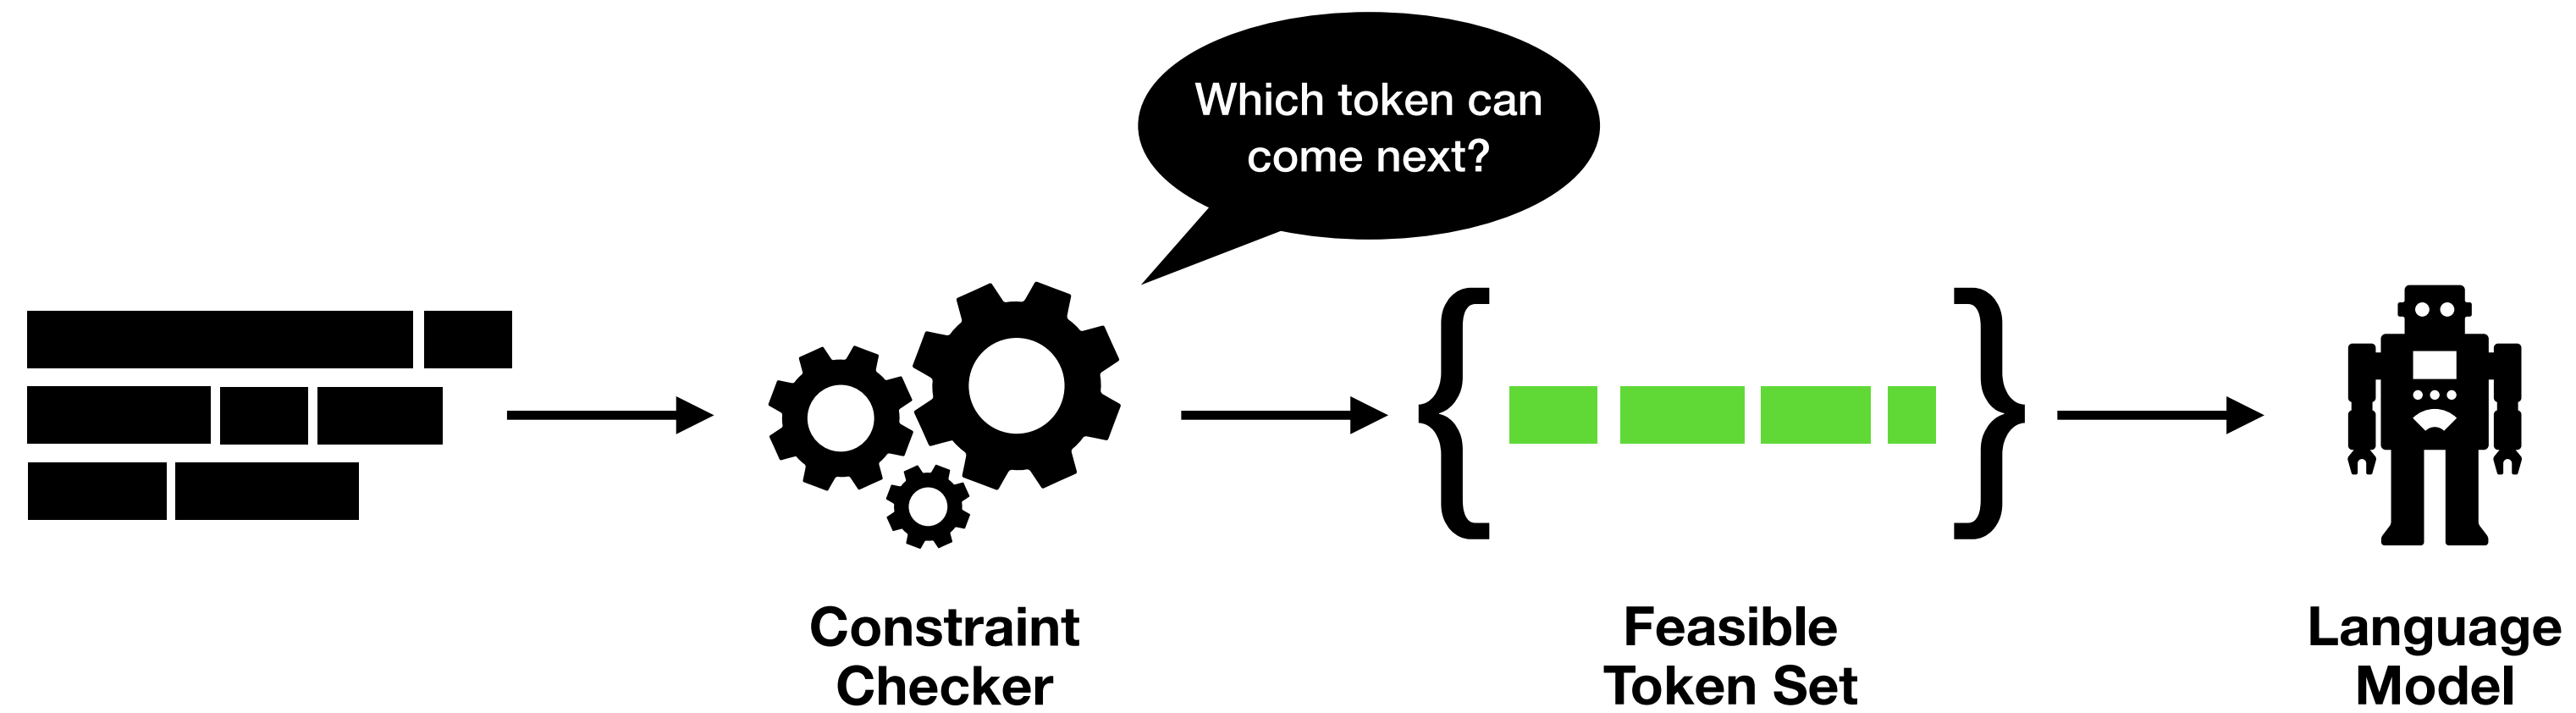 Which token can
come next?
Constraint
Checker
Feasible
Token Set
Language
Model